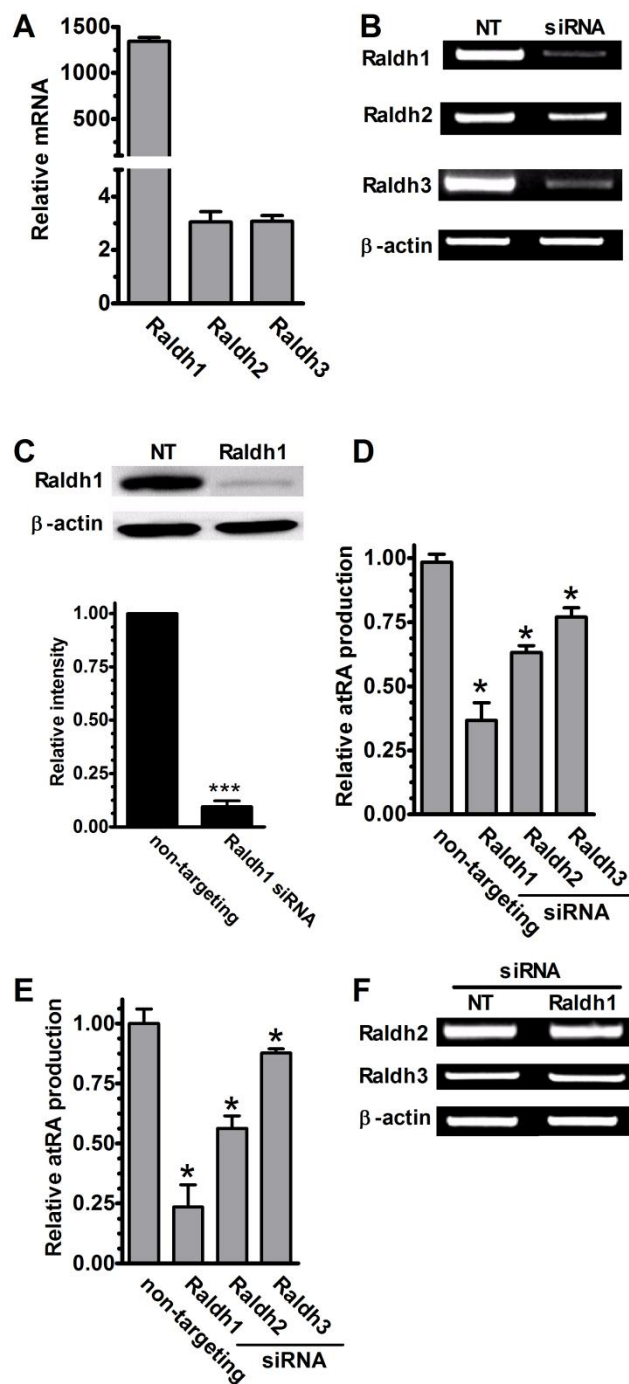 A
Relative mRNA
1500
1000
500
4
2
0
Raldh1
Raldh2
Raldh3
B
NT siRNA
Raldh1
Raldh2
Raldh3
β-actin
C
NT Raldh1
Raldh1
β-actin
Relative intensity
1.00
0.75
0.50
0.25
0.00
***
non-targeting
Raldh1 siRNA
D
Relative atRA production
1.00
0.75
0.50
0.25
0.00
*
*
*
non-targeting
Raldh1
Raldh2
Raldh3
siRNA
E
Relative atRA production
1.00
0.75
0.50
0.25
0.00
*
*
*
non-targeting
Raldh1
Raldh2
Raldh3
siRNA
F
siRNA
NT Raldh1
Raldh2
Raldh3
β-actin